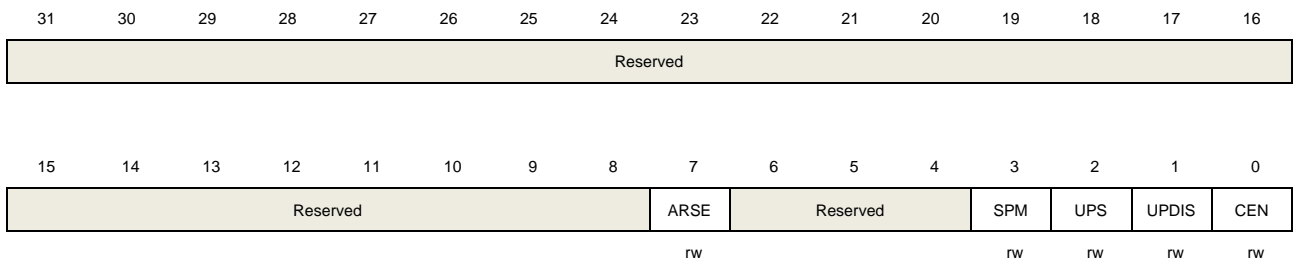 31 30 29 28 27 26 25 24 23 22 21 20 19 18 17 16
Reserved
15 14 13 12 11 10 9 8 7 6 5 4 3 2 1 0
Reserved ARSE Reserved SPM UPS UPDIS CEN
rw rw rw rw rw